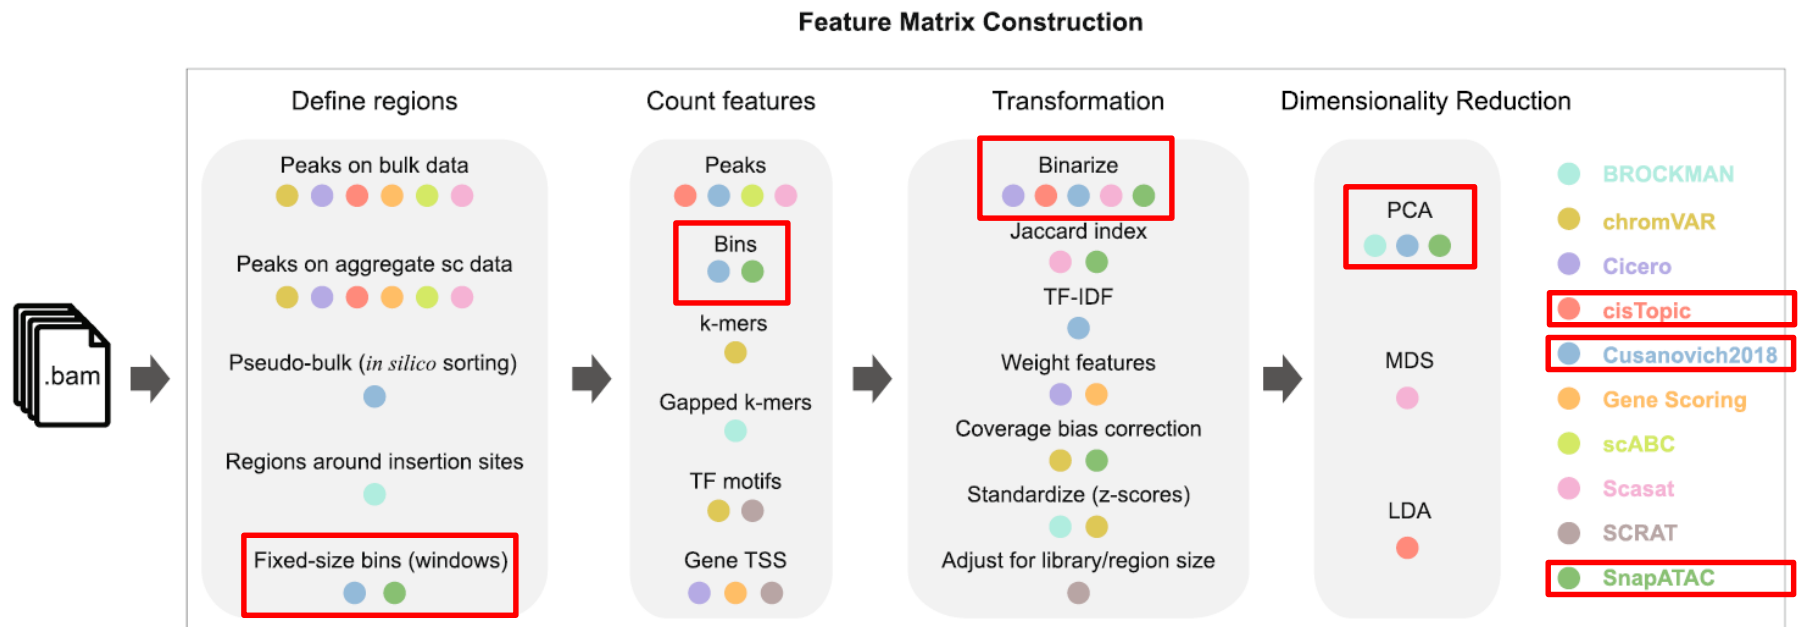 Feature Matrix Construction
Define regions
Count features
Transformation
Dimensionality Reduction
.bam
Peaks on bulk data
Peaks on aggregate sc data
Pseudo-bulk (in silico sorting)
Regions around insertion sites
Fixed-size bins (windows)
Peaks
Bins
k-mers
Gapped k-mers
TF motifs
Gene TSS
Binarize
Jaccard index
TF-IDF
Weight features
Coverage bias correction
Standardize (z-scores)
Adjust for library/region size
PCA
MDS
LDA
BROCKMAN
chromVAR
Cicero
cisTopic
Cusanovich2018
Gene Scoring
scABC
Scasat
SCRAT
SnapATAC